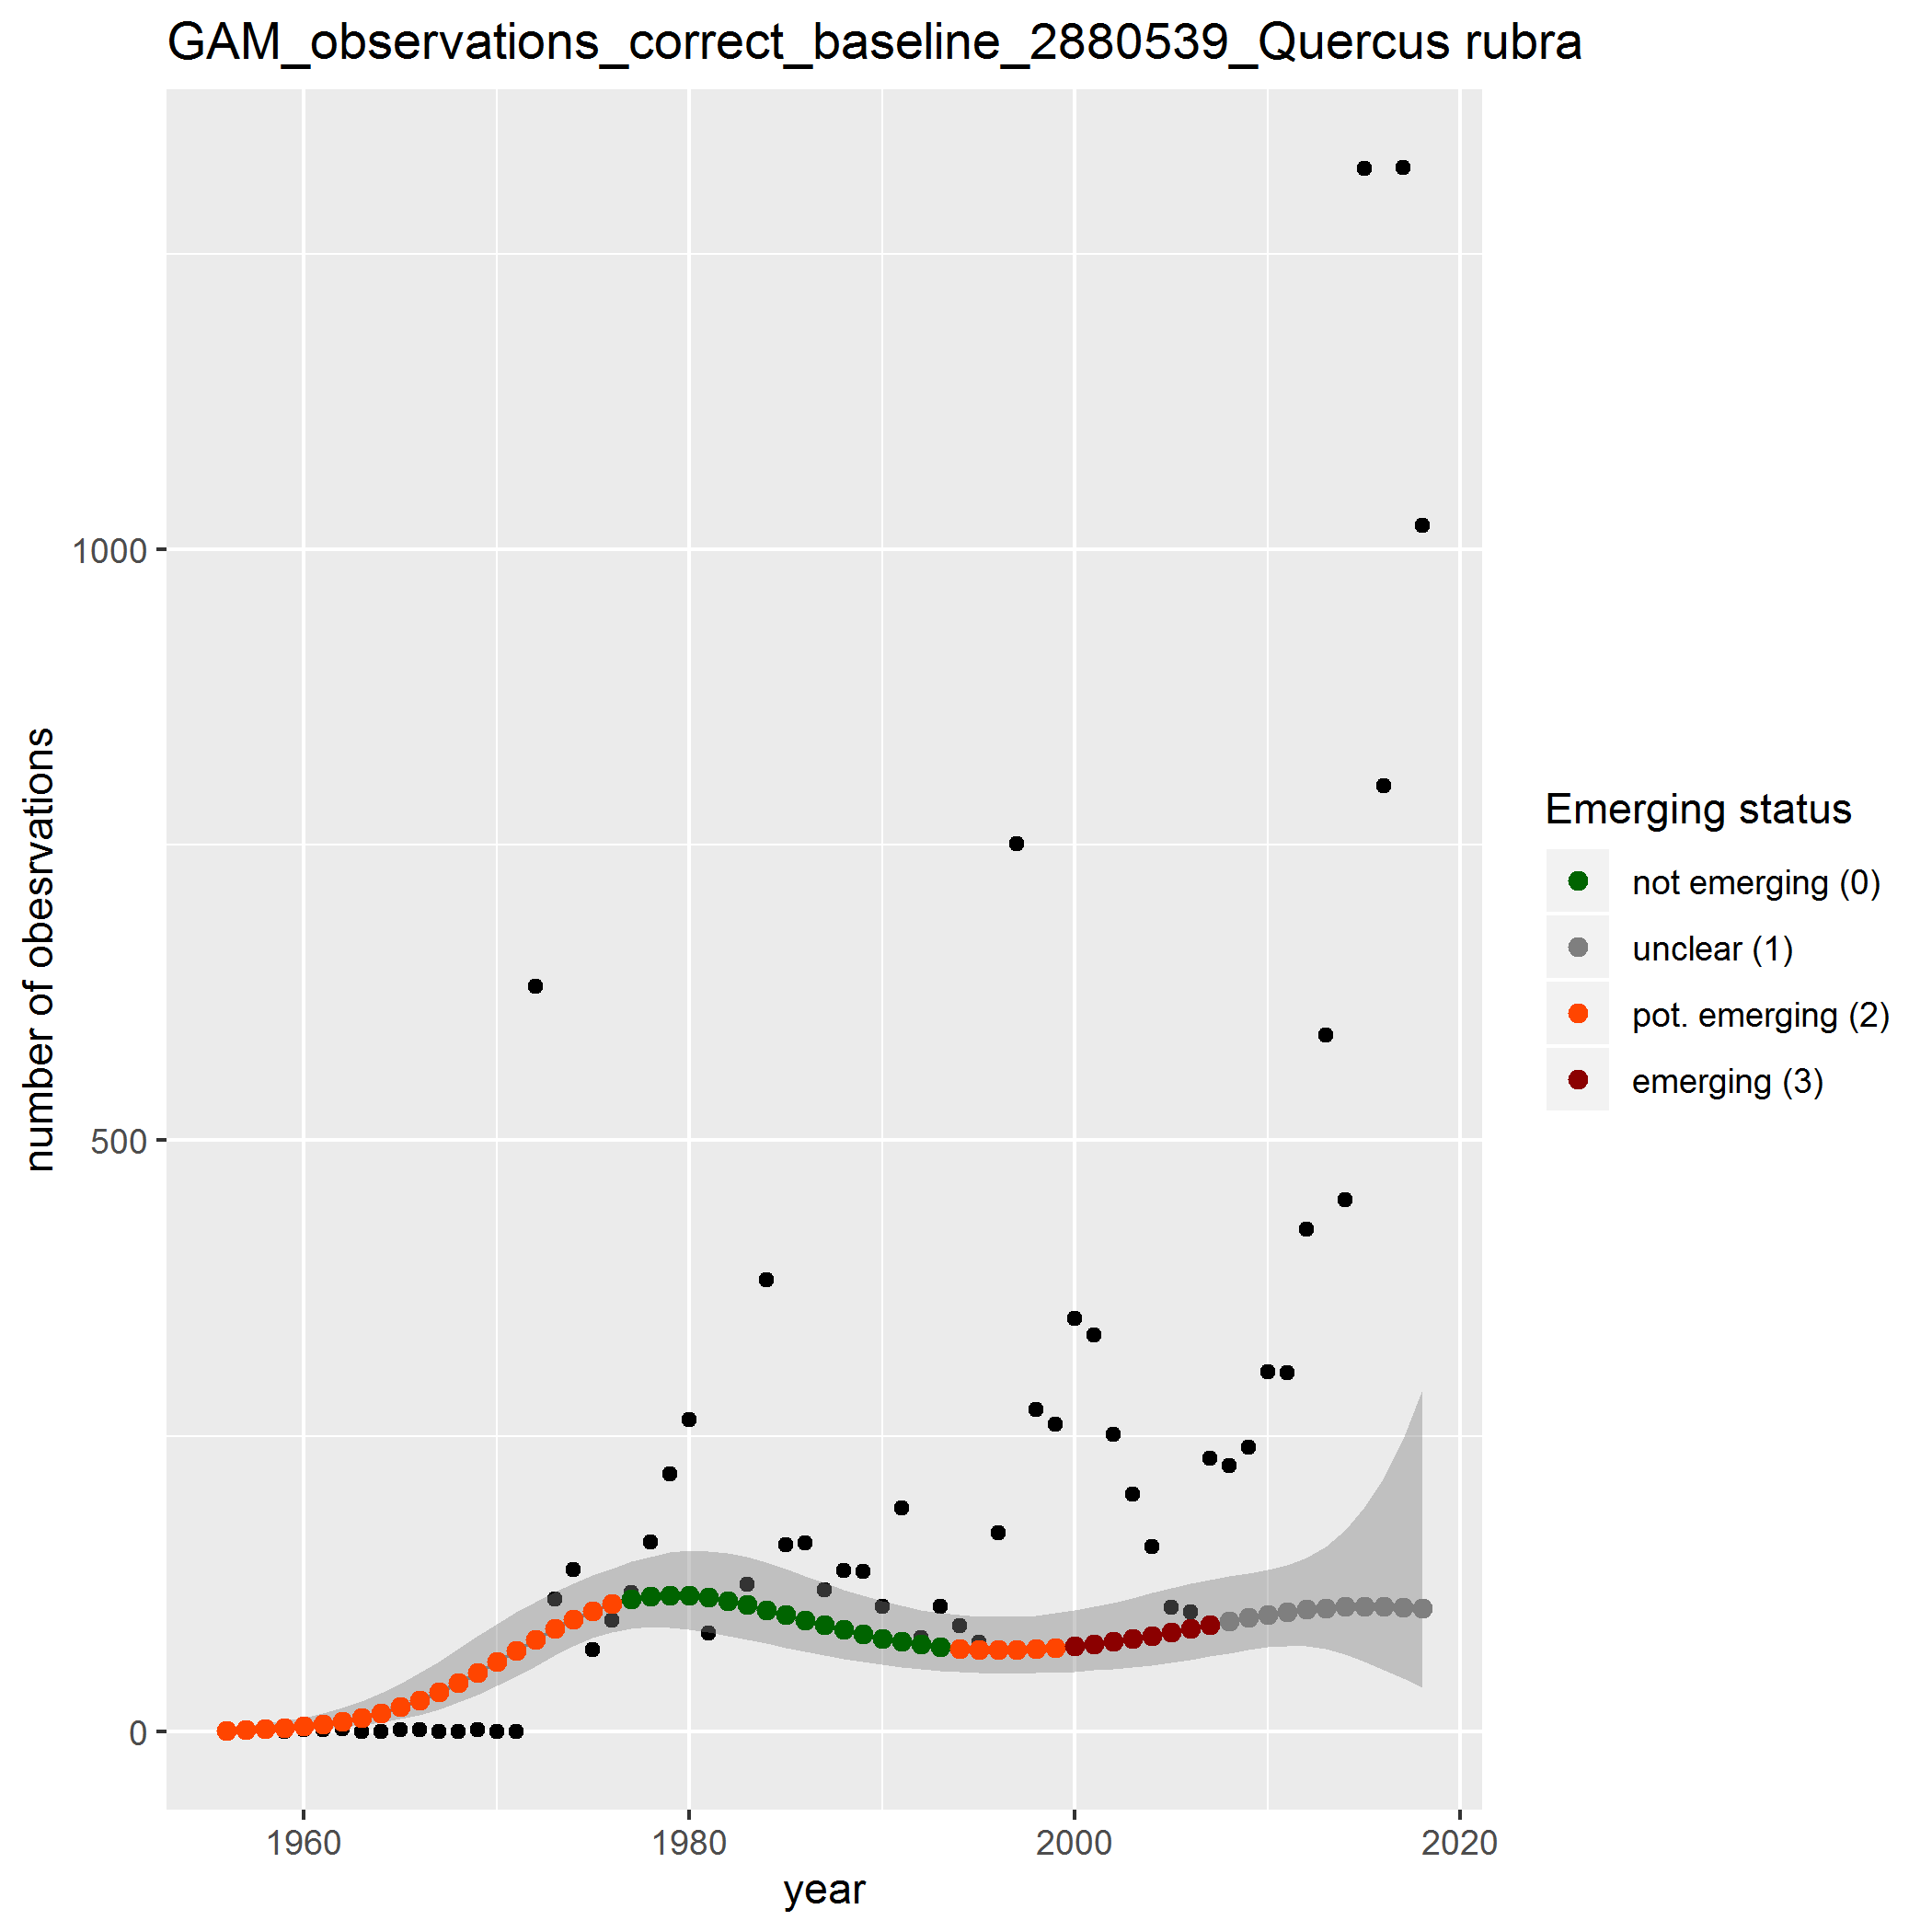 GAM_observations_correct_baseline_2880539_Quercus rubra
number of obesrvations
1000
500
0
1960
1980
2000
2020
year
Emerging status
not emerging (0)
unclear (1)
pot. emerging (2)
emerging (3)